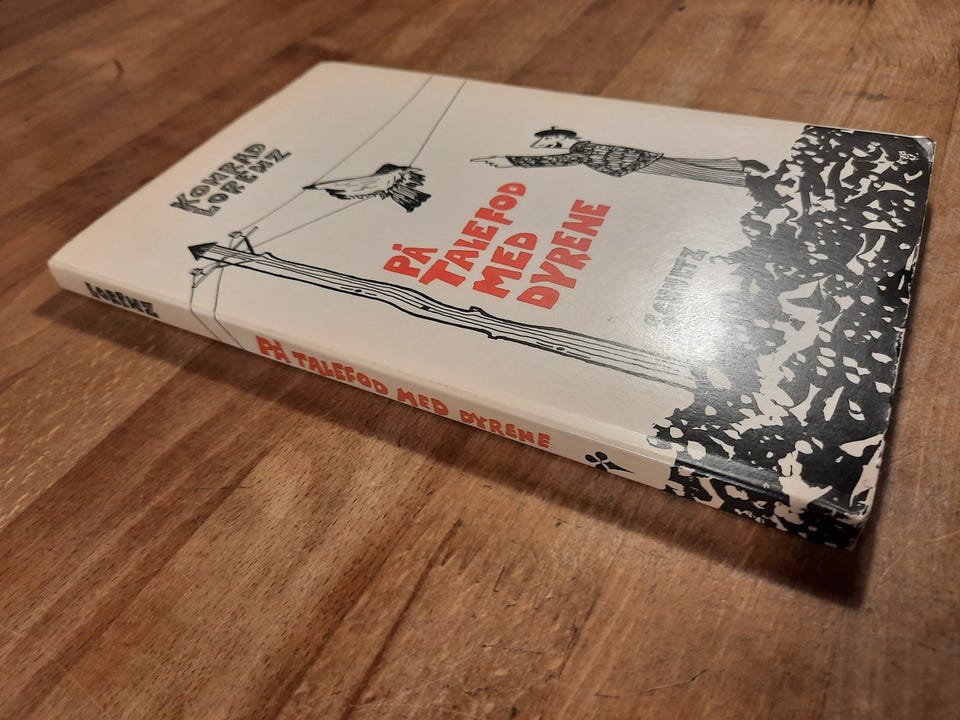 KONRAD
LORENZ
PÅ
TALEFOD
MED
DYRENE
LORENZ
PÅ TALEFOD MED DYRENE